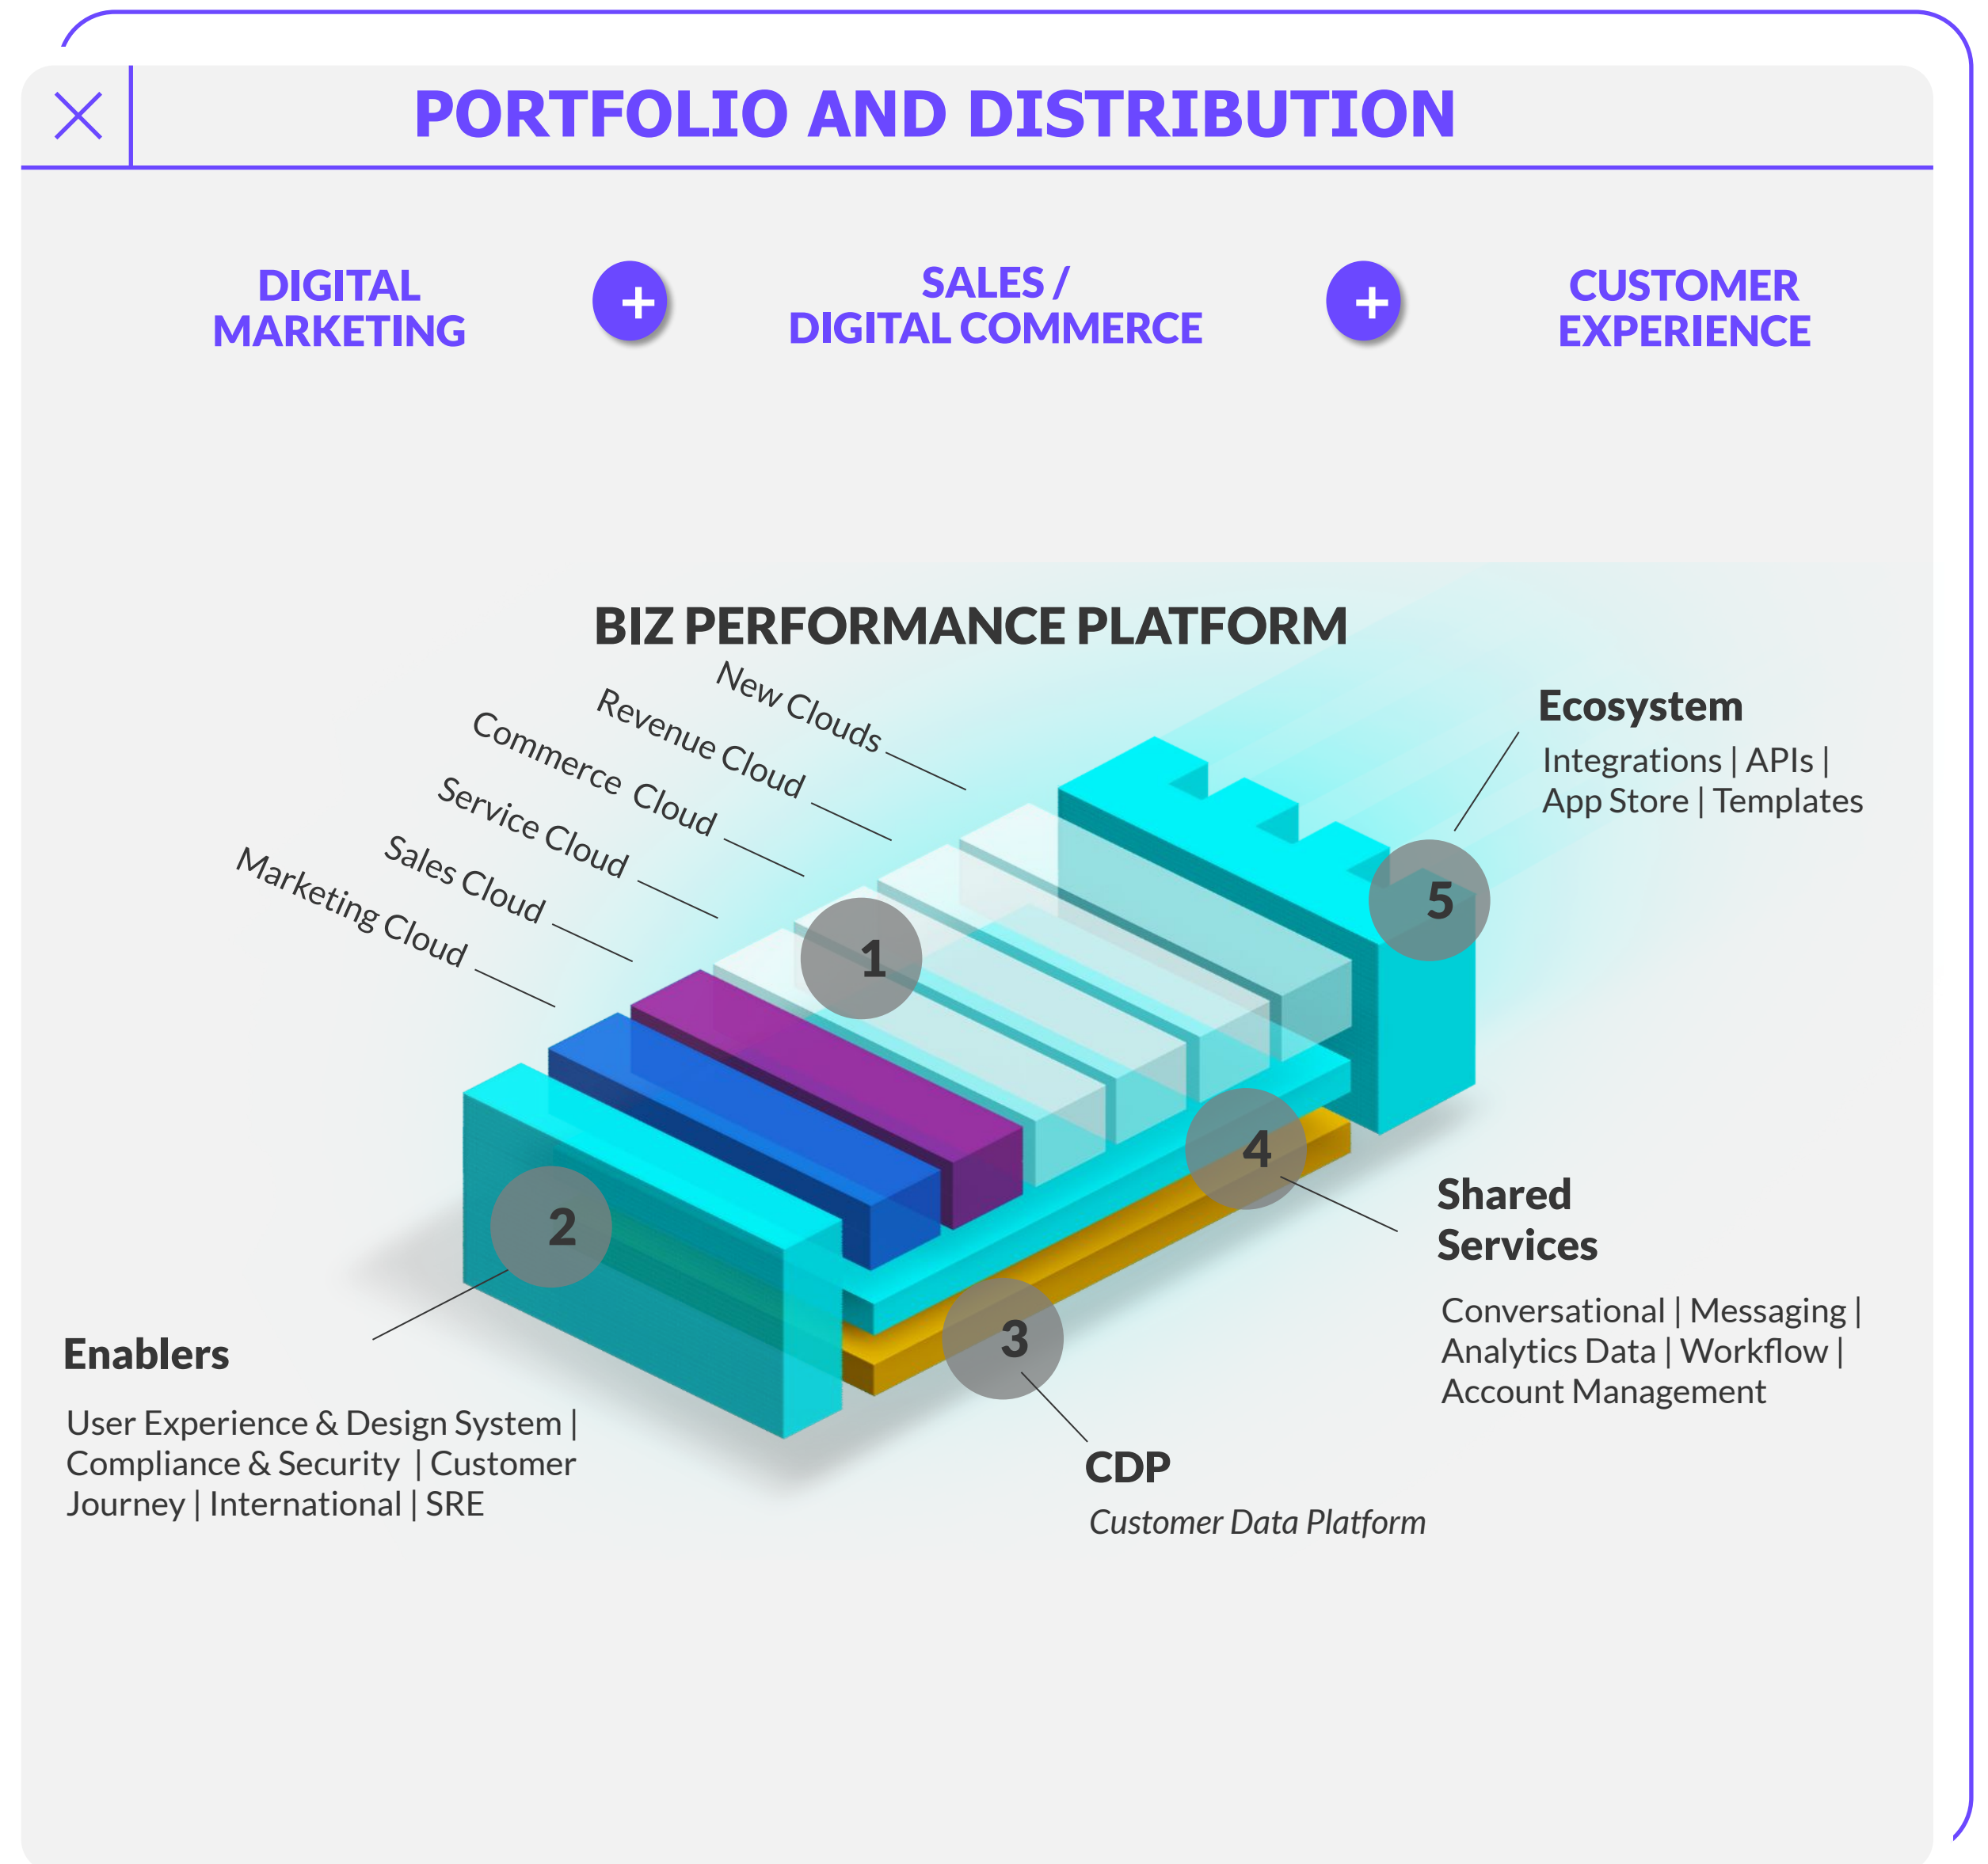 PORTFOLIO AND DISTRIBUTION
DIGITAL
MARKETING
+
SALES /
DIGITAL COMMERCE
+
CUSTOMER
EXPERIENCE
BIZ PERFORMANCE PLATFORM
New Clouds
Revenue Cloud
Commerce Cloud
Service Cloud
Sales Cloud
Marketing Cloud
Ecosystem
Integrations | APIs |
App Store | Templates
5
1
4
2
3
Shared
Services
Conversational | Messaging |
Analytics Data | Workflow |
Account Management
Enablers
User Experience & Design System |
Compliance & Security | Customer
Journey | International | SRE
CDP
Customer Data Platform